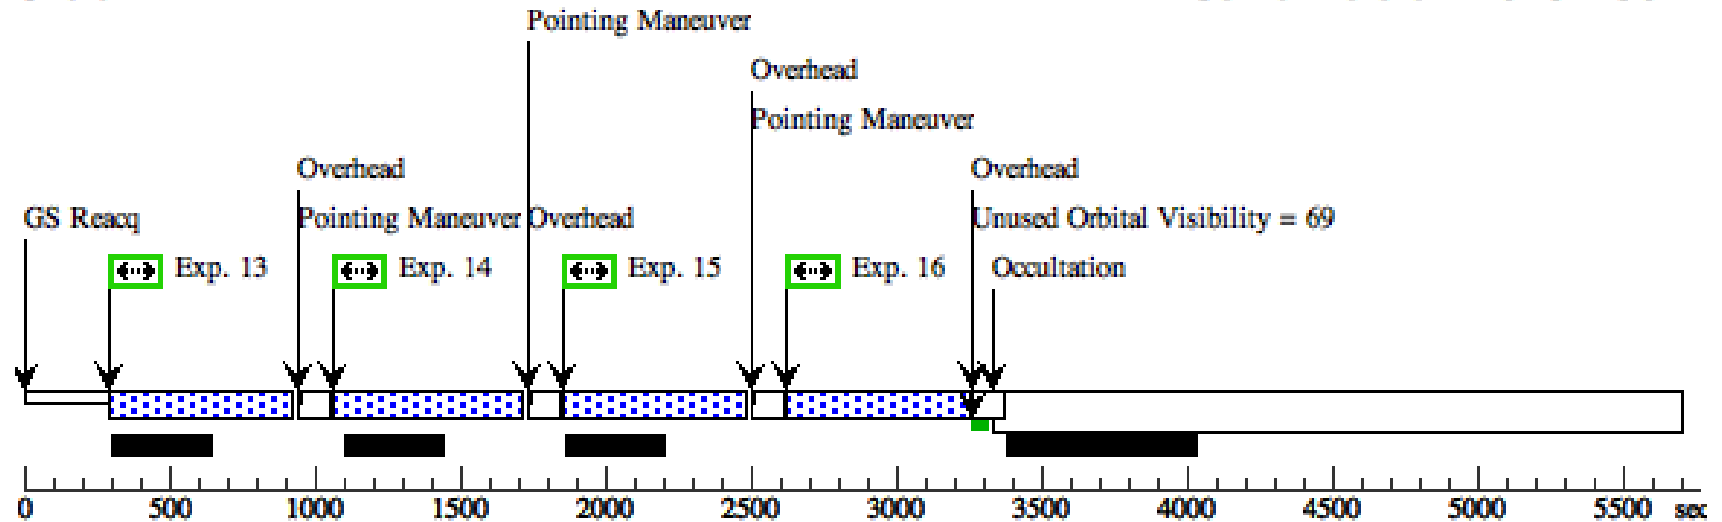 Pointing Maneuver
Overhead
Pointing Maneuver
Overhead
Overhead
GS Reacq
Pointing Maneuver
Overhead
Unused Orbital Visibility = 69
Exp. 13
Exp. 14
Exp. 15
Exp. 16
Occultation
0 500 1000 1500 2000 2500 3000 3500 4000 4500 5000 5500 sec